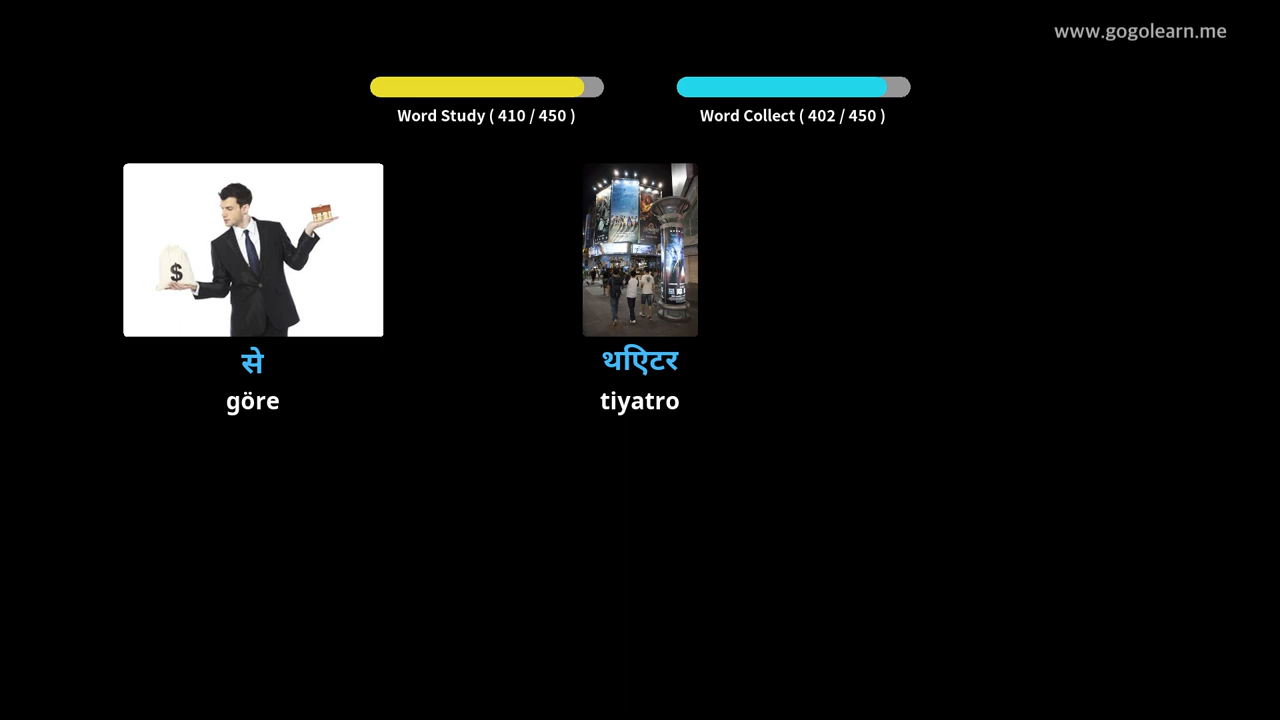 www.gogolearn.me
Word Study ( 410 / 450 )
Word Collect ( 402 / 450 )
$
से
göre
थिएटर
tiyatro